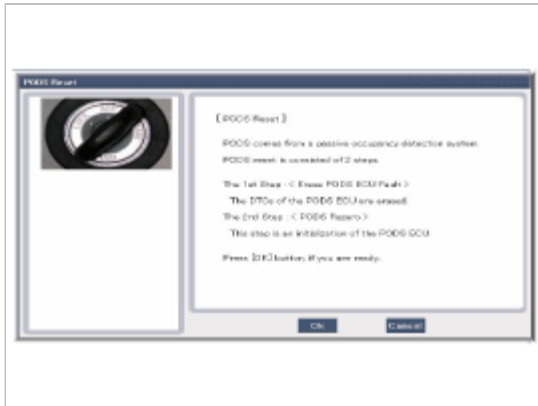 PODS Reset
[ PODS Reset ]
PODS comes from a passive occupancy detection system
PODS reset is consisted of 2 steps.
The 1st Step : < Erase PODS ECU Fault >
The DTCs of the PODS ECU are erased.
The 2nd Step : < PODS Rezero >
This step is an initialization of the PODS ECU.
Press [OK] button, if you are ready.
Ok
Cancel